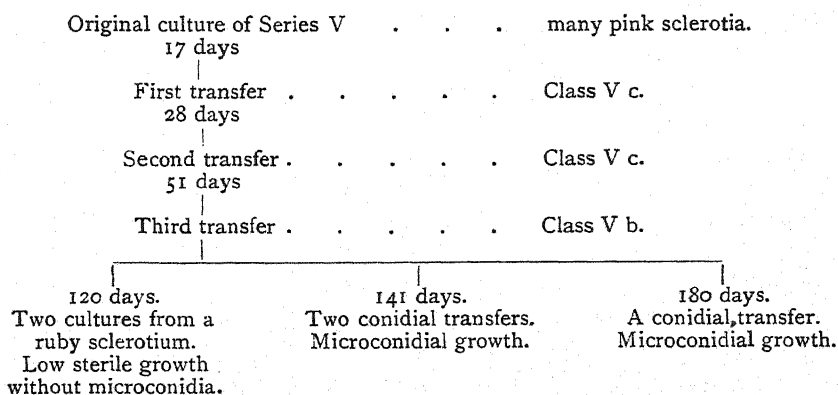 Original culture of Series V . . . many pink sclerotia.
17 days
First transfer . . . . . Class V c.
28 days
Second transfer . . . . . Class V c.
51 days
Third transfer . . . . . Class V b.
120 days. 141 days. 180 days.
Two cultures from a Two conidial transfers. A conidial,transfer.
ruby sclerotium. Microconidial growth. Microconidial growth.
Low sterile growth
without microconidia.